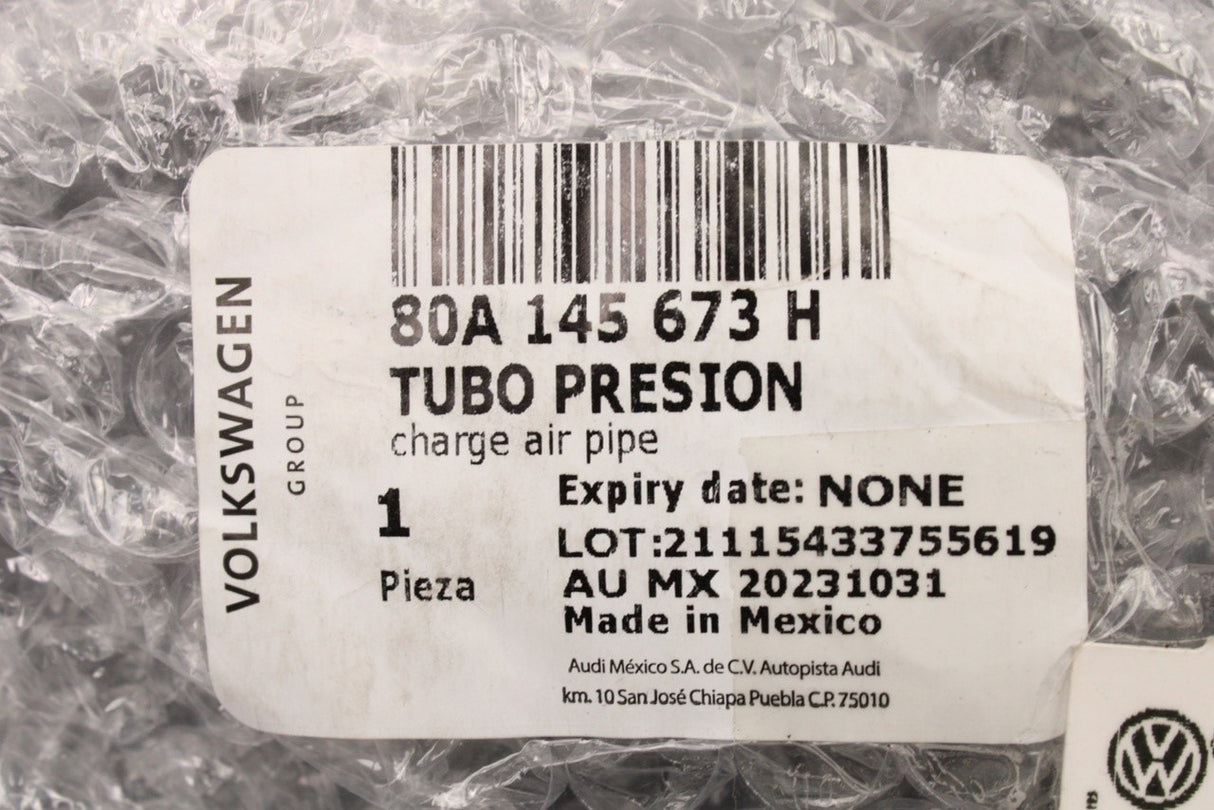 VOLKSWAGEN
GROUP
80A 145 673 H
TUBO PRESION
charge air pipe
1
Pieza
Expiry date: NONE
LOT:21115433755619
AU MX 20231031
Made in Mexico
Audi México S.A. de C.V. Autopista Audi
km. 10 San José Chiapa Puebla C.P. 75010